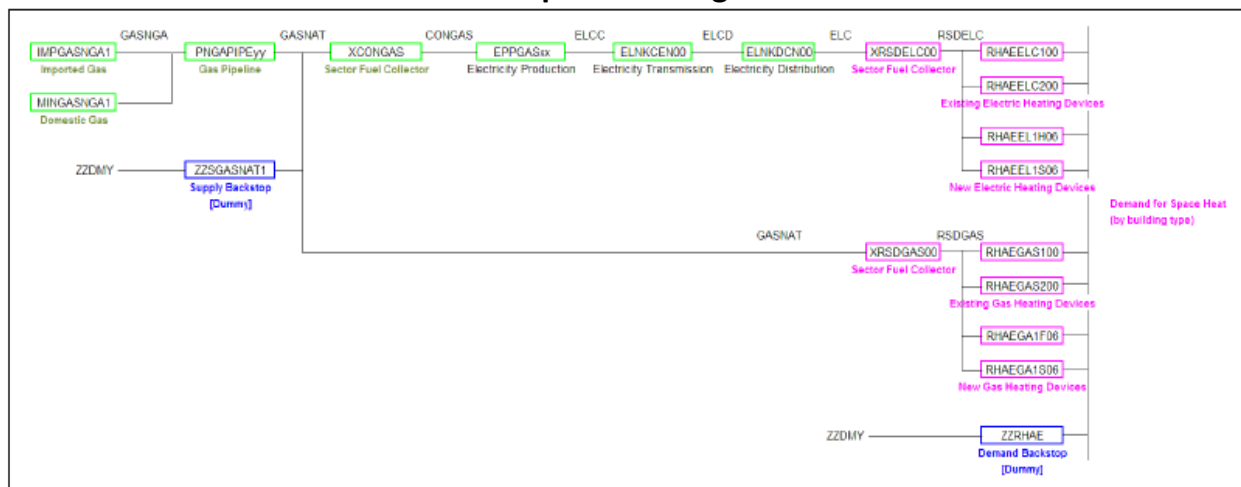 GASNGA
GASNAT
CONGAS
ELCC
ELCD
ELC
RSDELC
IMPGASNGA1
PNGAPIPEyy
XCONGAS
EPPGASxx
ELNKCEN00
ELNKDCN00
XRSDELC00
RHAEELC100
Imported Gas
Gas Pipeline
Sector Fuel Collector
Electricity Production
Electricity Transmission
Electricity Distribution
Sector Fuel Collector
RHAEELC200
Existing Electric Heating Devices
MINGASNGA1
Domestic Gas
RHAEEL1H06
ZZDMY
ZZSGASNAT1
RHAEEL1S06
Supply Backstop
[Dummy]
New Electric Heating Devices
Demand for Space Heat
(by building type)
GASNAT
RSDGAS
XRSDGAS00
RHAEGAS100
Sector Fuel Collector
RHAEGAS200
Existing Gas Heating Devices
RHAEGA1F06
RHAEGA1S06
New Gas Heating Devices
ZZDMY
ZZRHAE
Demand Backstop
[Dummy]